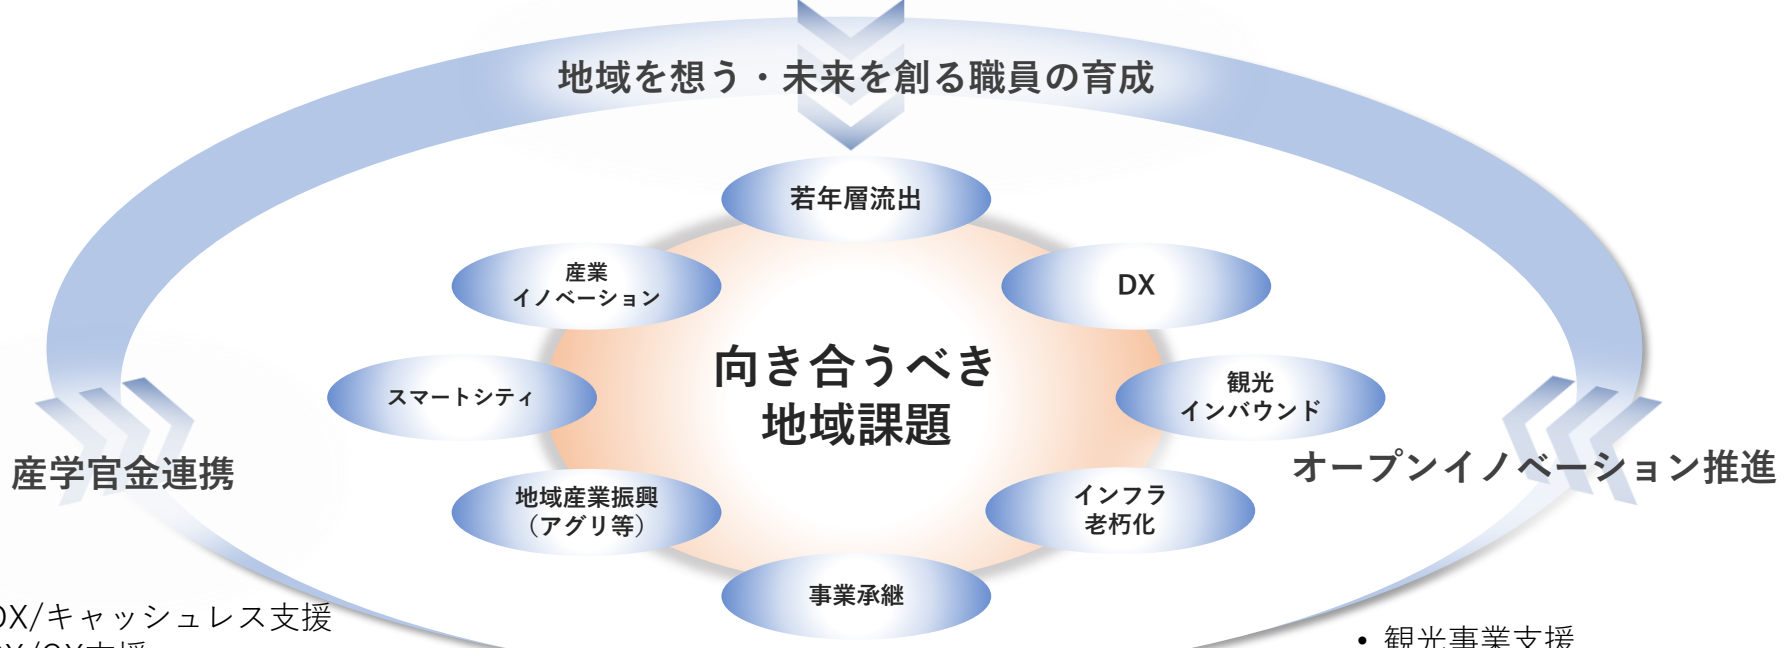 地域を想う・未来を創る職員の育成
若年層流出
産業
イノベーション
DX
向き合うべき
地域課題
スマートシティ
観光
インバウンド
産学官金連携
オープンイノベーション推進
地域産業振興
（アグリ等）
インフラ
老朽化
事業承継
DX/キャッシュレス支援
• 観光事業支援